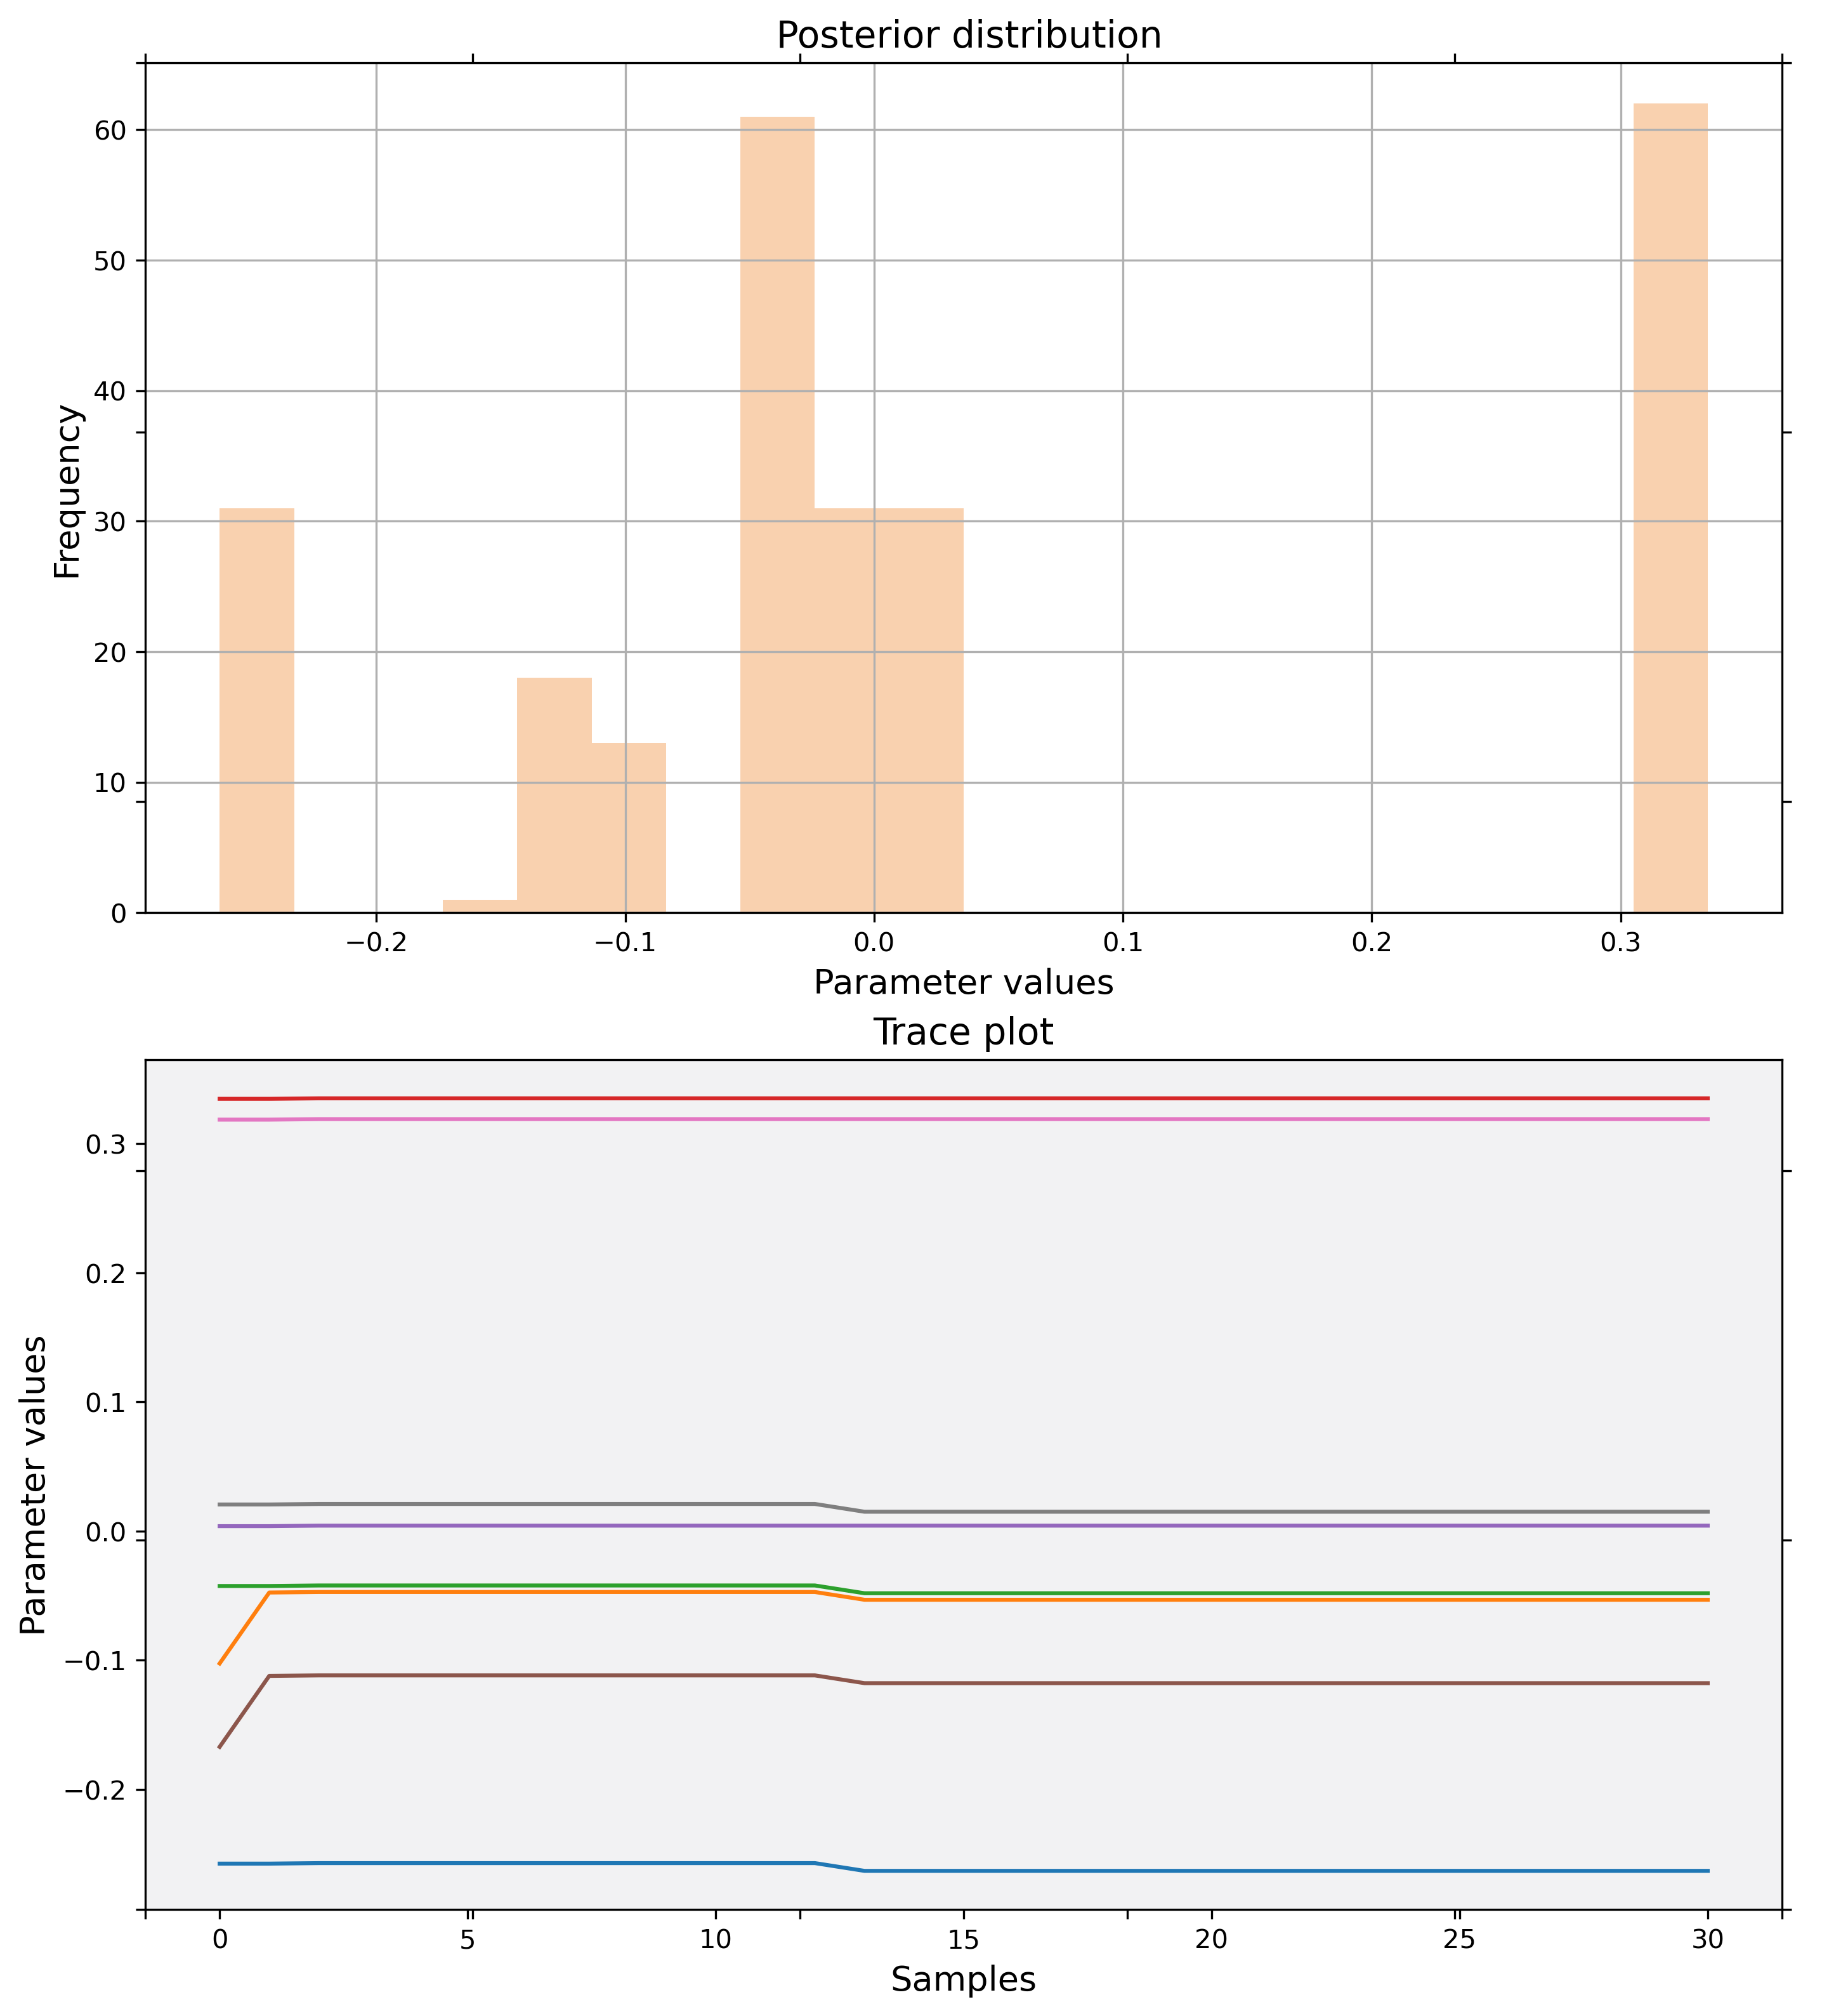 Posterior distribution
60
50
40
30
20
10
0
Frequency
−0.2 −0.1 0.0 0.1 0.2 0.3
Parameter values
Trace plot
0.3
0.2
0.1
0.0
−0.1
−0.2
Parameter values
0 5 10 15 20 25 30
Samples